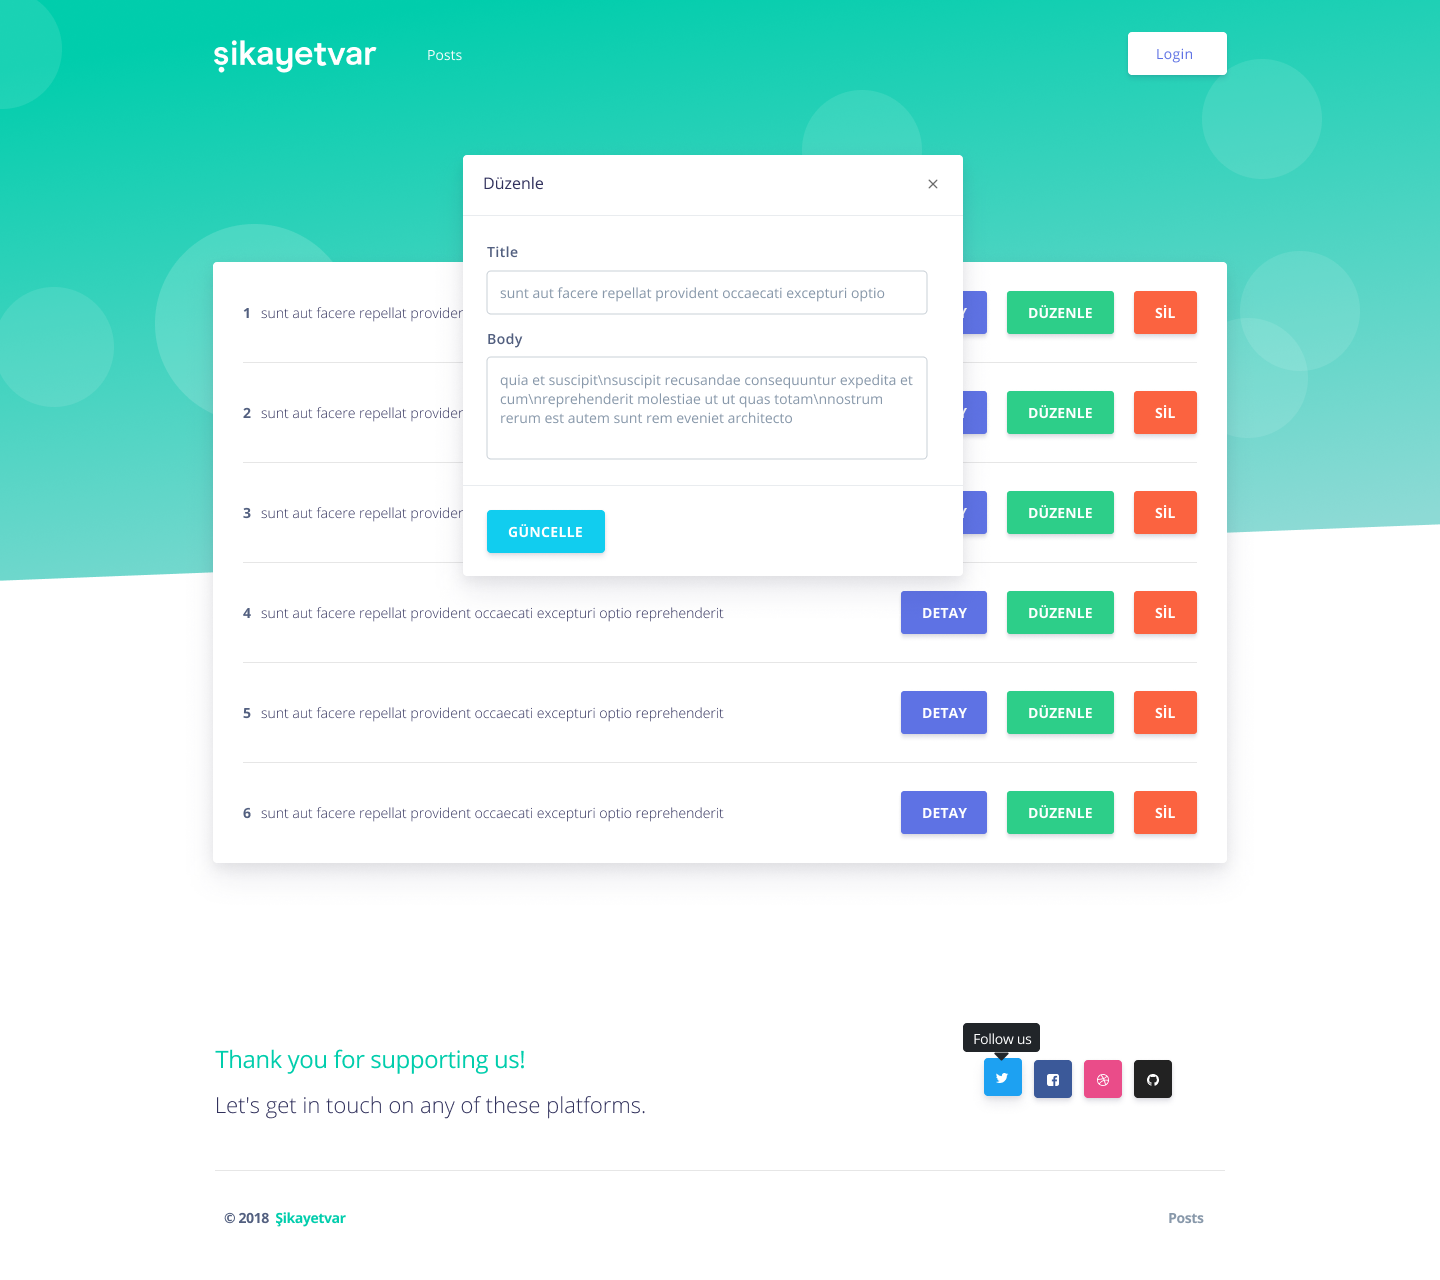 şikayetvar
Posts
Login
Düzenle
×
Title
sunt aut facere repellat provident occaecati excepturi optio
Body
quia et suscipit\nsuscipit recusandae consequuntur expedita et
cum\nreprehenderit molestiae ut ut quas totam\nnostrum
rerum est autem sunt rem eveniet architecto
GÜNCELLE
1 sunt aut facere repellat DÜZENLE SİL
2 sunt aut facere repellat DÜZENLE SİL
3 sunt aut facere repellat DÜZENLE SİL
4 sunt aut facere repellat provident occaecati excepturi optio reprehenderit DETAY DÜZENLE SİL
5 sunt aut facere repellat provident occaecati excepturi optio reprehenderit DETAY DÜZENLE SİL
6 sunt aut facere repellat provident occaecati excepturi optio reprehenderit DETAY DÜZENLE SİL
Follow us
Thank you for supporting us!
Let's get in touch on any of these platforms.
© 2018 Şikayetvar
Posts